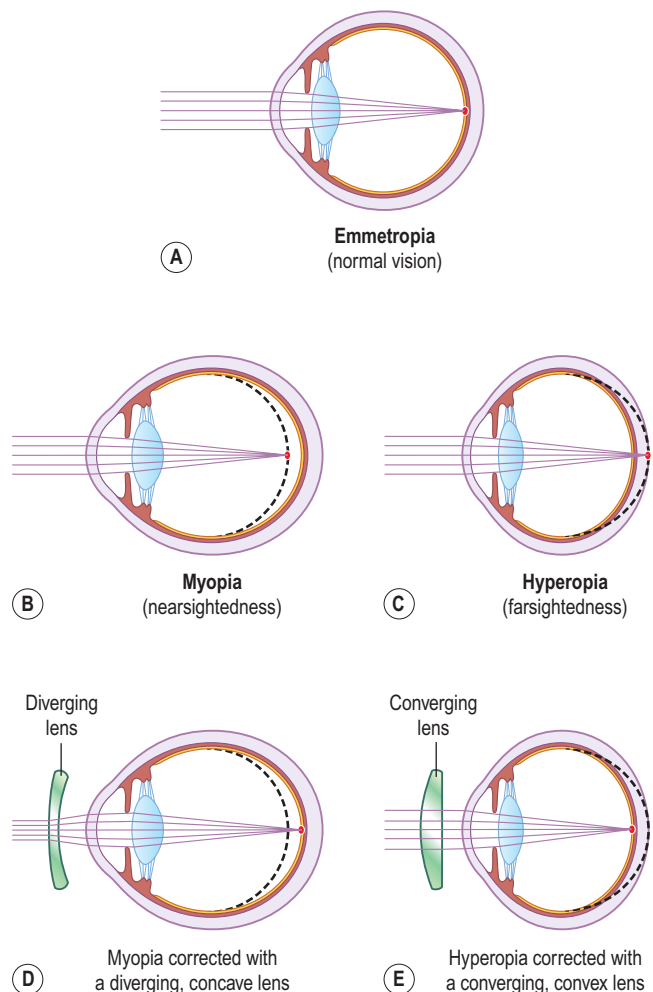 Emmetropia
(normal vision)
A
Myopia
(nearsightedness)
B
Hyperopia
(farsightedness)
C
Diverging
lens
Converging
lens
Myopia corrected with
a diverging, concave lens
D
Hyperopia corrected with
a converging, convex lens
E